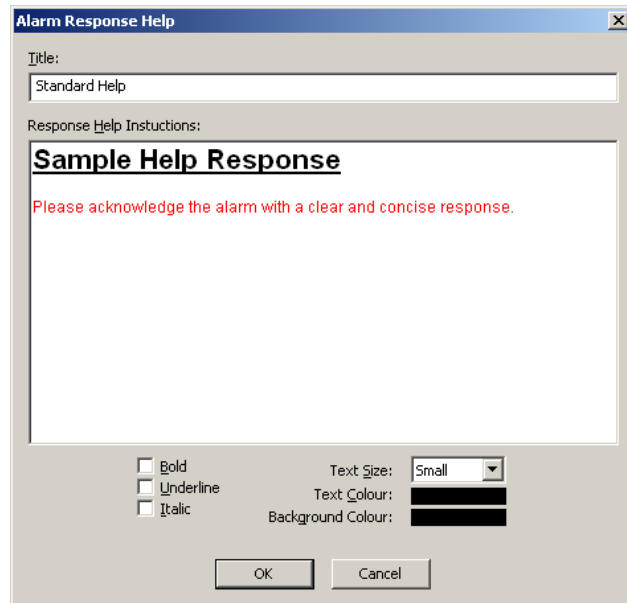 Alarm Response Help
Title:
Standard Help
Response Help Instuctions:
Sample Help Response
Please acknowledge the alarm with a clear and concise response.
Bold
Text Size: Small
Underline
Text Colour:
Italic
Background Colour:
OK Cancel